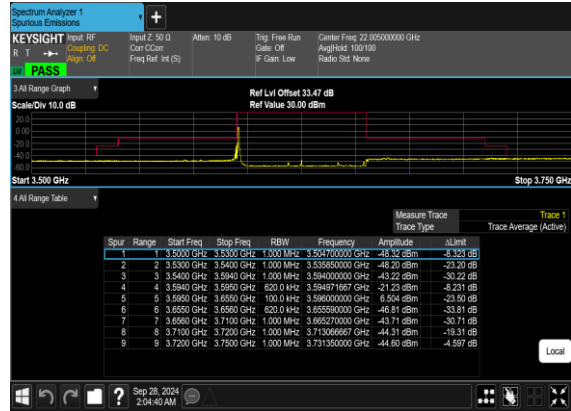 Spectrum Analyzer 1
Spurious Emissions
KEYSIGHT
R T
Input: RF
Coupling: DC
Align: Off
Input Z: 50 Ω
Corr CCorr
Freq Ref: Int (S)
Atten: 10 dB
Trig: Free Run
Gate: Off
IF Gain: Low
Center Freq: 22.005000000 GHz
Avg|Hold: 100/100
Radio Std: None
LNI PASS
3 All Range Graph
Ref Lvl Offset 33.47 dB
Scale/Div 10.0 dB
Ref Value 30.00 dBm
20.0
0.00
-20.0
-40.0
-60.0
Start 3.500 GHz
Stop 3.750 GHz
4 All Range Table
Measure Trace Trace 1
Trace Type Trace Average (Active)
Spur Range Start Freq Stop Freq RBW Frequency Amplitude ΔLimit
1 1 3.5000 GHz 3.5300 GHz 1.000 MHz 3.504700000 GHz -48.32 dBm -8.323 dB
2 2 3.5300 GHz 3.5400 GHz 1.000 MHz 3.535850000 GHz -48.20 dBm -23.20 dB
3 3 3.5400 GHz 3.5940 GHz 1.000 MHz 3.594000000 GHz -43.22 dBm -30.22 dB
4 4 3.5940 GHz 3.5950 GHz 620.0 kHz 3.594971667 GHz -21.23 dBm -8.231 dB
5 5 3.5950 GHz 3.6550 GHz 100.0 kHz 3.596000000 GHz 6.504 dBm -23.50 dB
6 6 3.6550 GHz 3.6560 GHz 620.0 kHz 3.655590000 GHz -46.81 dBm -33.81 dB
7 7 3.6560 GHz 3.7100 GHz 1.000 MHz 3.665270000 GHz -43.71 dBm -30.71 dB
8 8 3.7100 GHz 3.7200 GHz 1.000 MHz 3.713066667 GHz -44.31 dBm -19.31 dB
9 9 3.7200 GHz 3.7500 GHz 1.000 MHz 3.731350000 GHz -44.60 dBm -4.597 dB
Local
?
Sep 28, 2024
2:04:40 AM